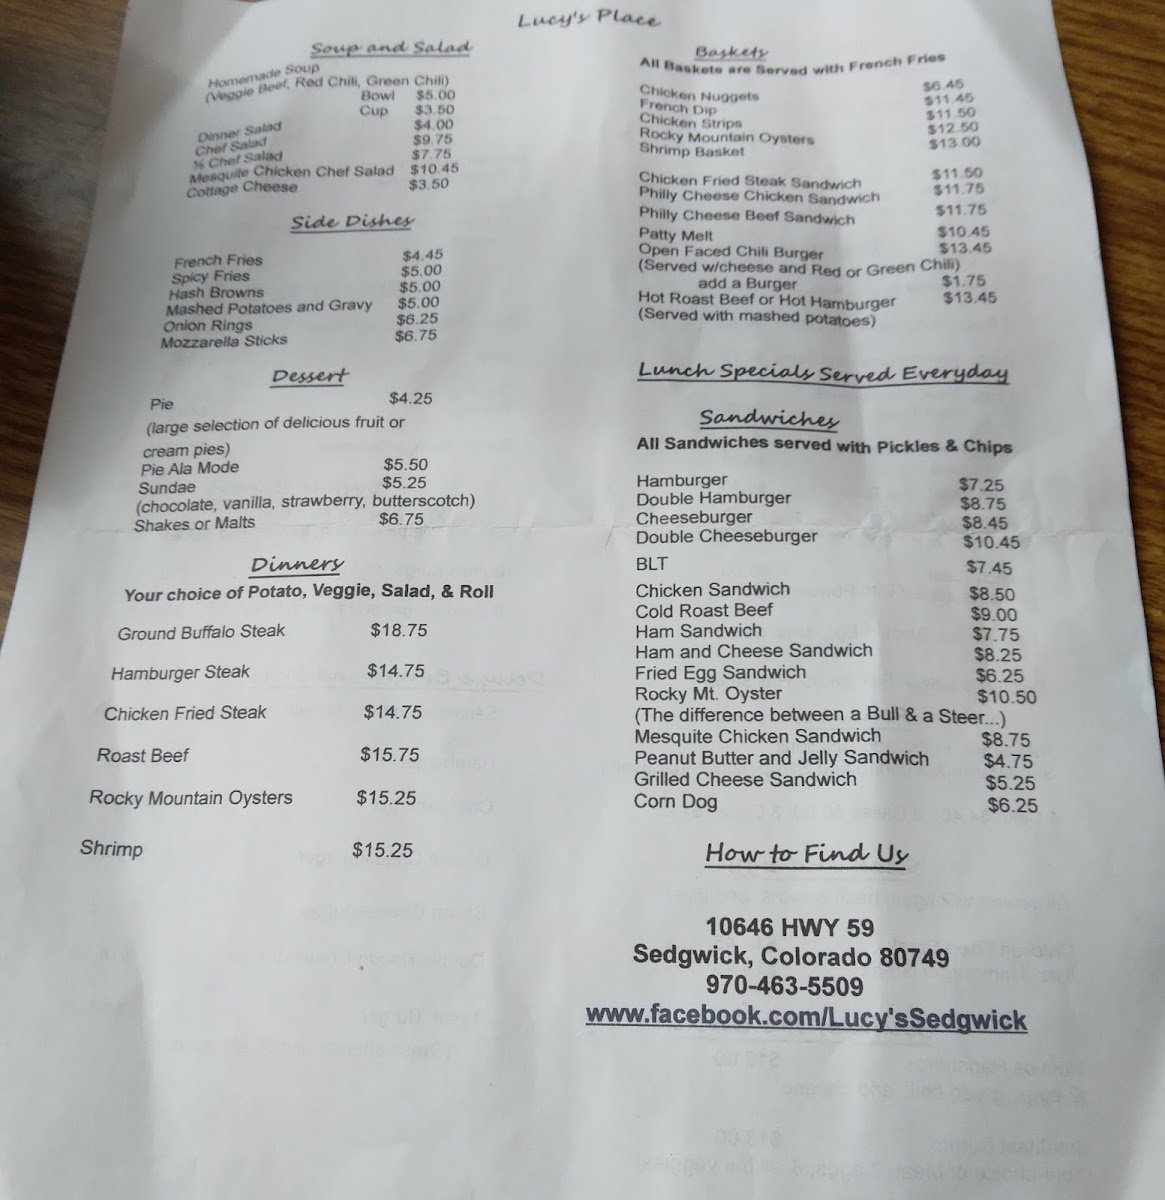 Lucy's Place
Soup and Salad
Homemade Soup
(Veggie Beef, Red Chili, Green Chili)
Bowl $5.00
Cup $3.50
Dinner Salad $4.00
Chef Salad $9.75
½ Chef Salad $7.75
Mesquite Chicken Chef Salad $10.45
Cottage Cheese $3.50
Side Dishes
French Fries $4.45
Spicy Fries $5.00
Hash Browns $5.00
Mashed Potatoes and Gravy $5.00
Onion Rings $6.25
Mozzarella Sticks $6.75
Dessert
Pie $4.25
(large selection of delicious fruit or
cream pies)
Pie Ala Mode $5.50
Sundae $5.25
(chocolate, vanilla, strawberry, butterscotch)
Shakes or Malts $6.75
Dinners
Your choice of Potato, Veggie, Salad, & Roll
Ground Buffalo Steak $18.75
Hamburger Steak $14.75
Chicken Fried Steak $14.75
Roast Beef $15.75
Rocky Mountain Oysters $15.25
Shrimp $15.25
Baskets
All Baskets are Served with French Fries
Chicken Nuggets $6.45
French Dip $11.45
Chicken Strips $11.50
Rocky Mountain Oysters $12.50
Shrimp Basket $13.00
Chicken Fried Steak Sandwich $11.50
Philly Cheese Chicken Sandwich $11.75
Philly Cheese Beef Sandwich $11.75
Patty Melt $10.45
Open Faced Chili Burger $13.45
(Served w/cheese and Red or Green Chili)
add a Burger $1.75
Hot Roast Beef or Hot Hamburger $13.45
(Served with mashed potatoes)
Lunch Specials Served Everyday
Sandwiches
All Sandwiches served with Pickles & Chips
Hamburger $7.25
Double Hamburger $8.75
Cheeseburger $8.45
Double Cheeseburger $10.45
BLT $7.45
Chicken Sandwich $8.50
Cold Roast Beef $9.00
Ham Sandwich $7.75
Ham and Cheese Sandwich $8.25
Fried Egg Sandwich $6.25
Rocky Mt. Oyster $10.50
(The difference between a Bull & a Steer...)
Mesquite Chicken Sandwich $8.75
Peanut Butter and Jelly Sandwich $4.75
Grilled Cheese Sandwich $5.25
Corn Dog $6.25
How to Find Us
10646 HWY 59
Sedgwick, Colorado 80749
970-463-5509
www.facebook.com/Lucy'sSedgwick